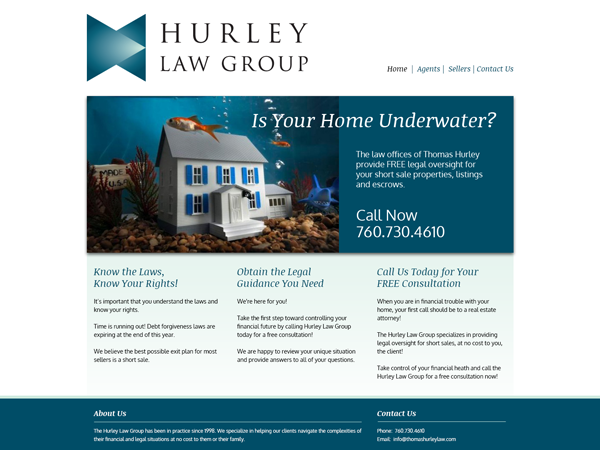 HURLEY
LAW GROUP
Home | Agents | Sellers | Contact Us
Is Your Home Underwater?
MADE
U.S.A
The law offices of Thomas Hurley
provide FREE legal oversight for
your short sale properties, listings
and escrows.
Call Now
760.730.4610
Know the Laws,
Know Your Rights!
It's important that you understand the laws and
know your rights.
Time is running out! Debt forgiveness laws are
expiring at the end of this year.
We believe the best possible exit plan for most
sellers is a short sale.
Obtain the Legal
Guidance You Need
We're here for you!
Take the first step toward controlling your
financial future by calling Hurley Law Group
today for a free consultation!
We are happy to review your unique situation
and provide answers to all of your questions.
Call Us Today for Your
FREE Consultation
When you are in financial trouble with your
home, your first call should be to a real estate
attorney!
The Hurley Law Group specializes in providing
legal oversight for short sales, at no cost to you,
the client!
Take control of your financial heath and call the
Hurley Law Group for a free consultation now!
About Us
The Hurley Law Group has been in practice since 1998. We specialize in helping our clients navigate the complexities of
their financial and legal situations at no cost to them or their family.
Contact Us
Phone: 760.730.4610
Email: info@thomashurleylaw.com